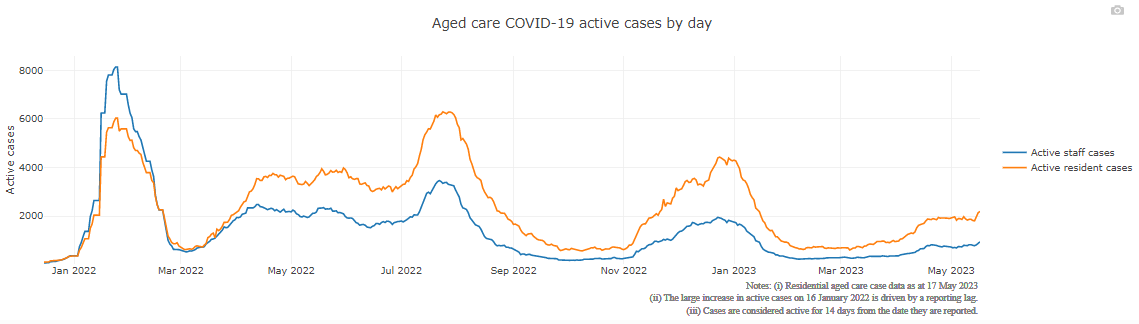 Aged care COVID-19 active cases by day
Active cases
8000
6000
4000
2000
Jan 2022
Mar 2022
May 2022
Jul 2022
Sep 2022
Nov 2022
Jan 2023
Mar 2023
May 2023
Active staff cases
Active resident cases
Notes: (i) Residential aged care case data as at 17 May 2023
(ii) The large increase in active cases on 16 January 2022 is driven by a reporting lag.
(iii) Cases are considered active for 14 days from the date they are reported.